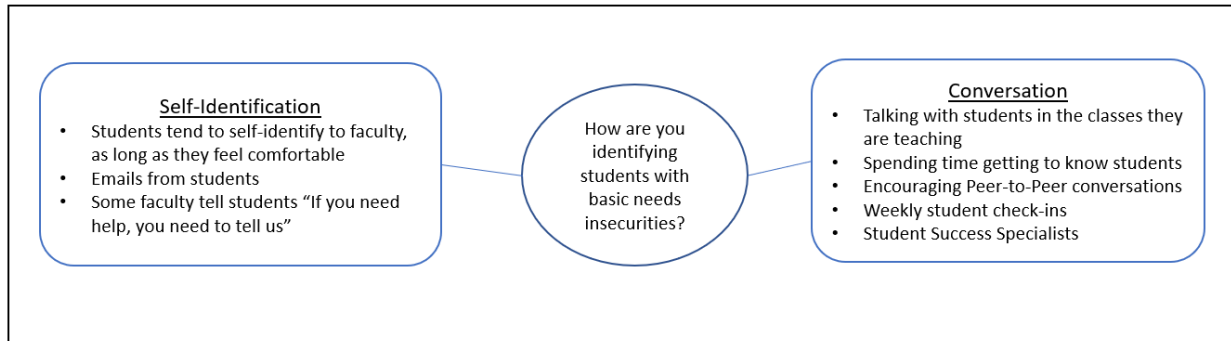 Self-Identification
• Students tend to self-identify to faculty,
as long as they feel comfortable
• Emails from students
• Some faculty tell students “If you need
help, you need to tell us”
How are you
identifying
students with
basic needs
insecurities?
Conversation
• Talking with students in the classes they
are teaching
• Spending time getting to know students
• Encouraging Peer-to-Peer conversations
• Weekly student check-ins
• Student Success Specialists